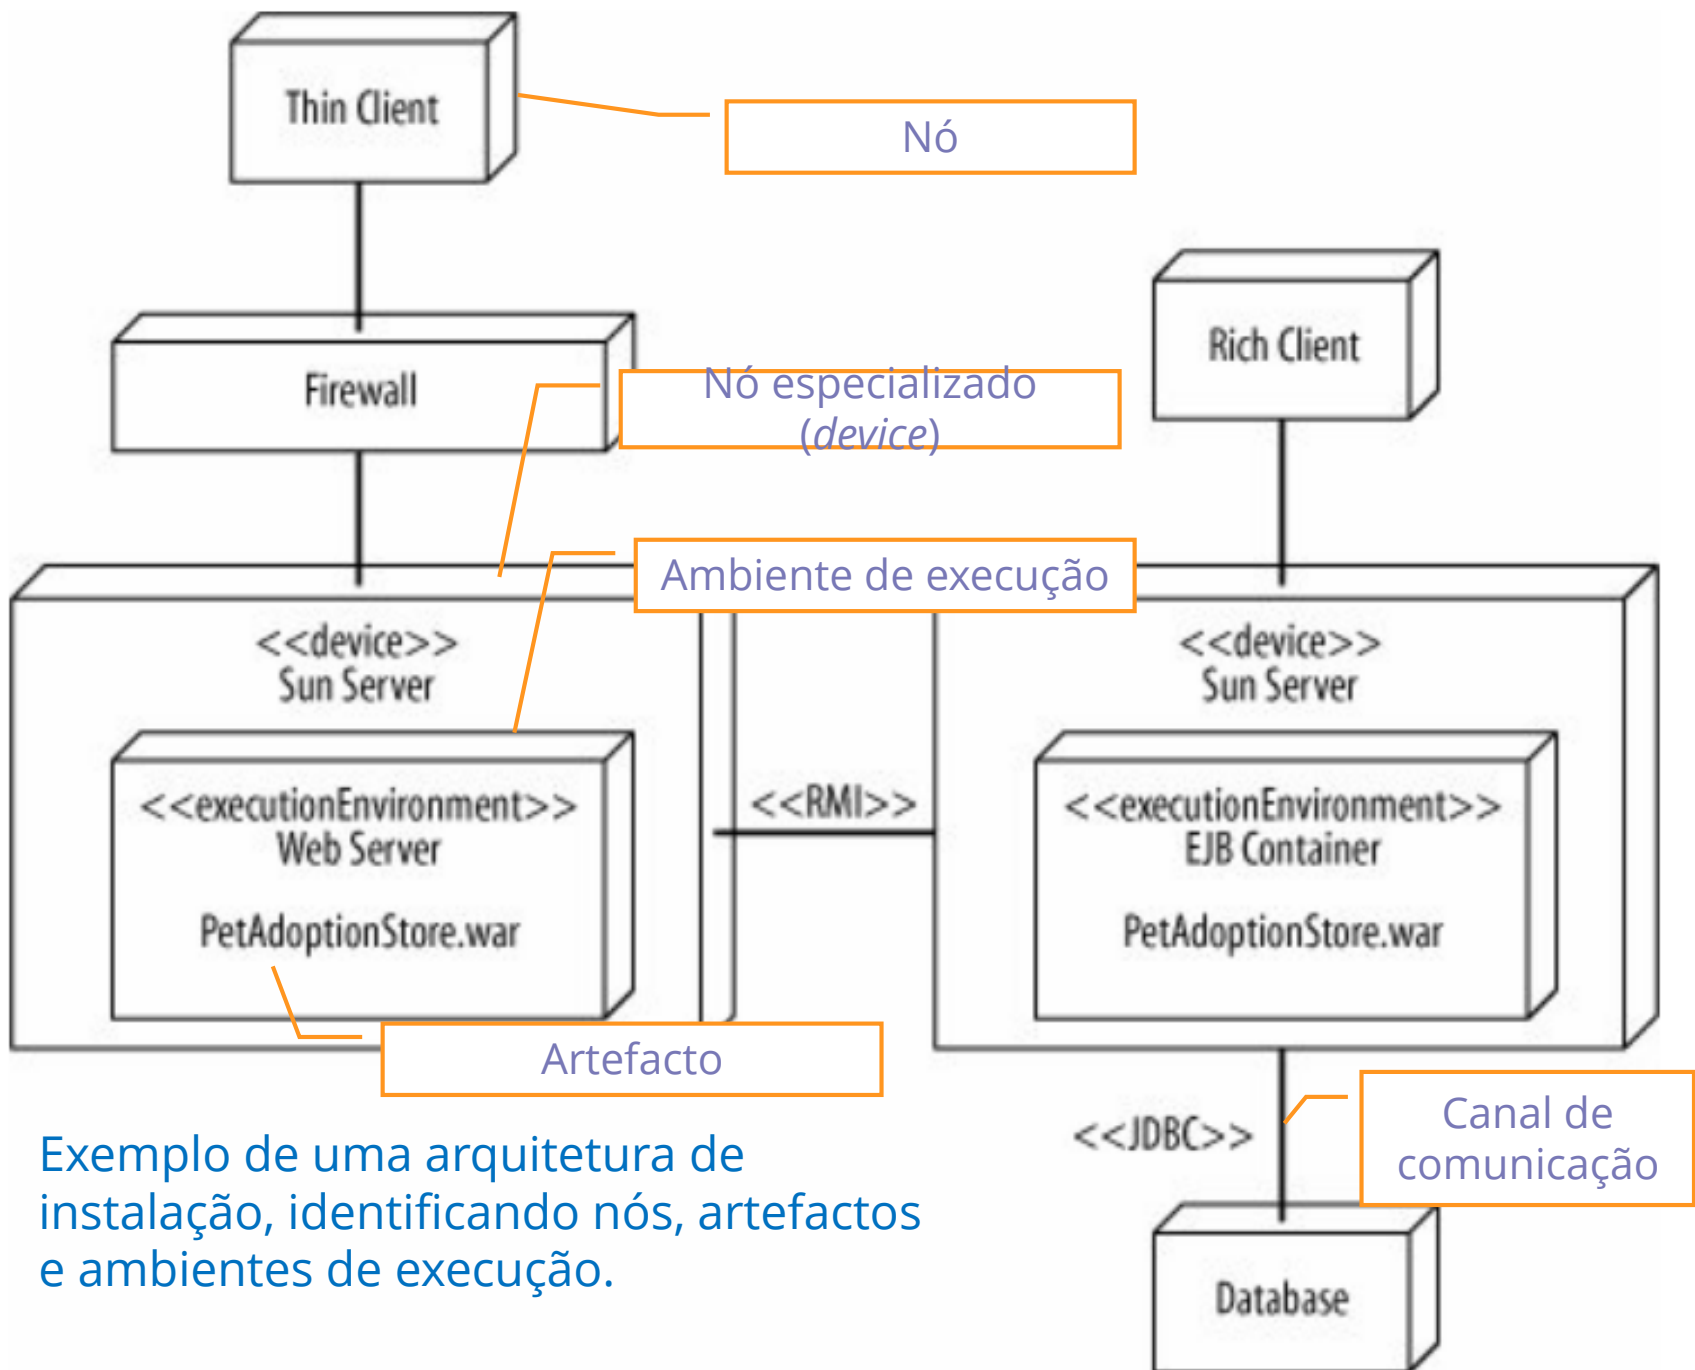 Thin Client
Nó
Rich Client
Firewall
Nó especializado
(device)
Ambiente de execução
<<device>>
Sun Server
<<executionEnvironment>>
Web Server
PetAdoptionStore.war
<<RMI>>
<<device>>
Sun Server
<<executionEnvironment>>
EJB Container
PetAdoptionStore.war
Artefacto
<<JDBC>>
Canal de
comunicação
Exemplo de uma arquitetura de
instalação, identificando nós, artefactos
e ambientes de execução.
Database